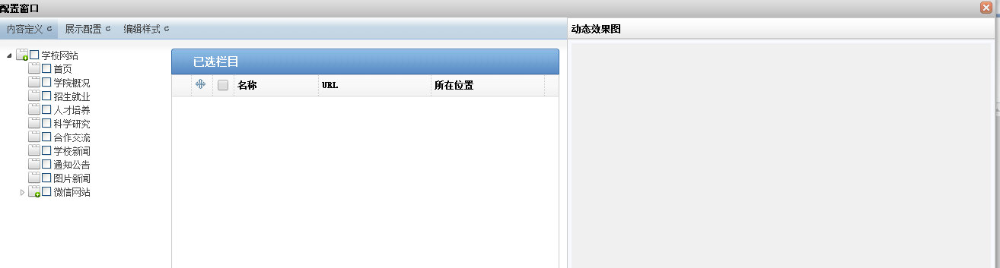 配置窗口
内容定义 展示配置 编辑样式
学校网站
首页
学院概况
招生就业
人才培养
科学研究
合作交流
学校新闻
通知公告
图片新闻
微信网站
已选栏目
名称 URL 所在位置
动态效果图